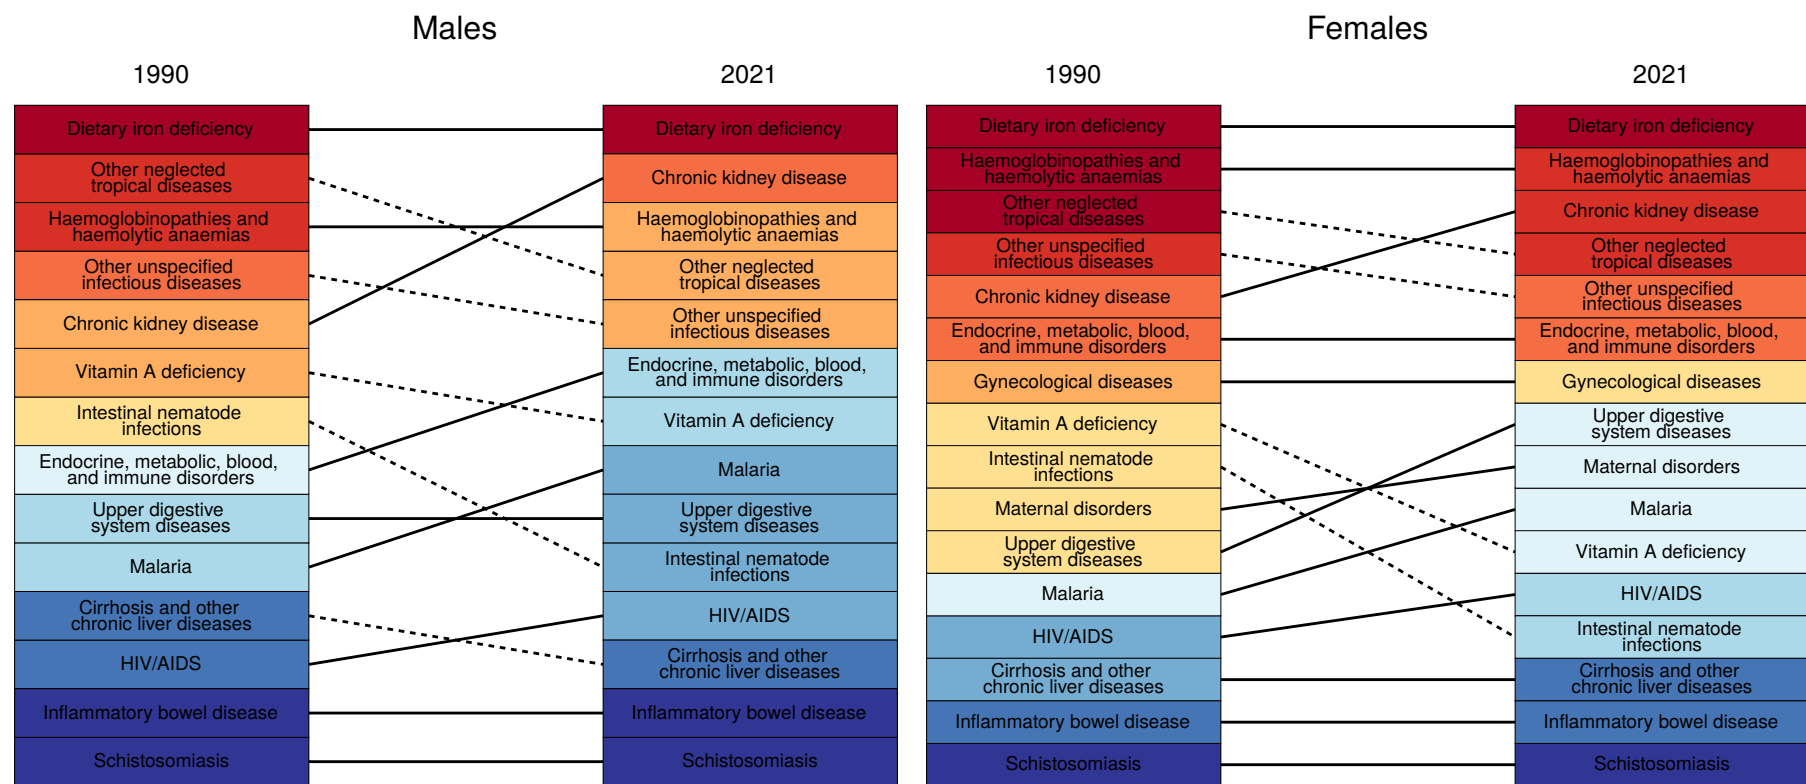 Males
1990
2021
Dietary iron deficiency
Other neglected
tropical diseases
Haemoglobinopathies and
haemolytic anaemias
Other unspecified
infectious diseases
Chronic kidney disease
Vitamin A deficiency
Intestinal nematode
infections
Endocrine, metabolic, blood,
and immune disorders
Upper digestive
system diseases
Malaria
Cirrhosis and other
chronic liver diseases
HIV/AIDS
Inflammatory bowel disease
Schistosomiasis
Dietary iron deficiency
Chronic kidney disease
Haemoglobinopathies and
haemolytic anaemias
Other neglected
tropical diseases
Other unspecified
infectious diseases
Endocrine, metabolic, blood,
and immune disorders
Vitamin A deficiency
Malaria
Upper digestive
system diseases
Intestinal nematode
infections
HIV/AIDS
Cirrhosis and other
chronic liver diseases
Inflammatory bowel disease
Schistosomiasis
Females
1990
2021
Dietary iron deficiency
Haemoglobinopathies and
haemolytic anaemias
Other neglected
tropical diseases
Other unspecified
infectious diseases
Chronic kidney disease
Endocrine, metabolic, blood,
and immune disorders
Gynecological diseases
Vitamin A deficiency
Intestinal nematode
infections
Maternal disorders
Upper digestive
system diseases
Malaria
HIV/AIDS
Cirrhosis and other
chronic liver diseases
Inflammatory bowel disease
Schistosomiasis
Dietary iron deficiency
Haemoglobinopathies and
haemolytic anaemias
Chronic kidney disease
Other neglected
tropical diseases
Other unspecified
infectious diseases
Endocrine, metabolic, blood,
and immune disorders
Gynecological diseases
Upper digestive
system diseases
Maternal disorders
Malaria
Vitamin A deficiency
HIV/AIDS
Intestinal nematode
infections
Cirrhosis and other
chronic liver diseases
Inflammatory bowel disease
Schistosomiasis